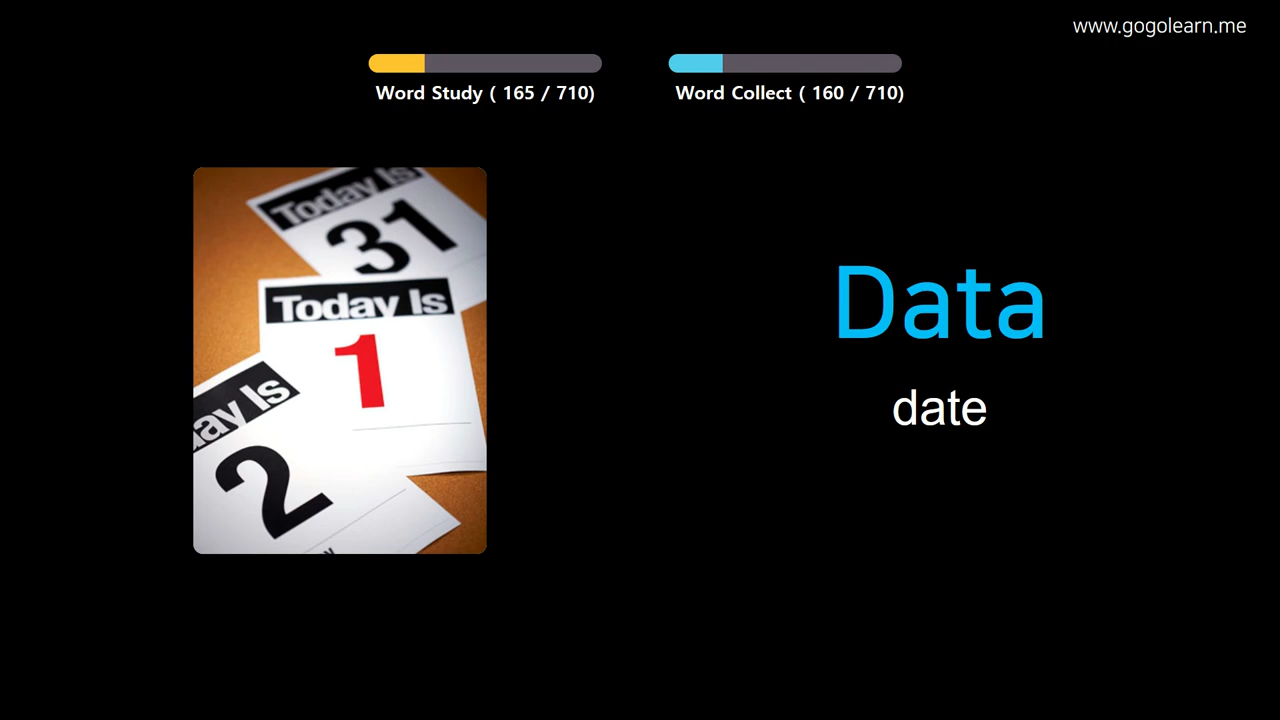 www.gogolearn.me
Word Study ( 165 / 710)
Word Collect ( 160 / 710)
Today Is
31
Today Is
1
day Is
2
Data
date